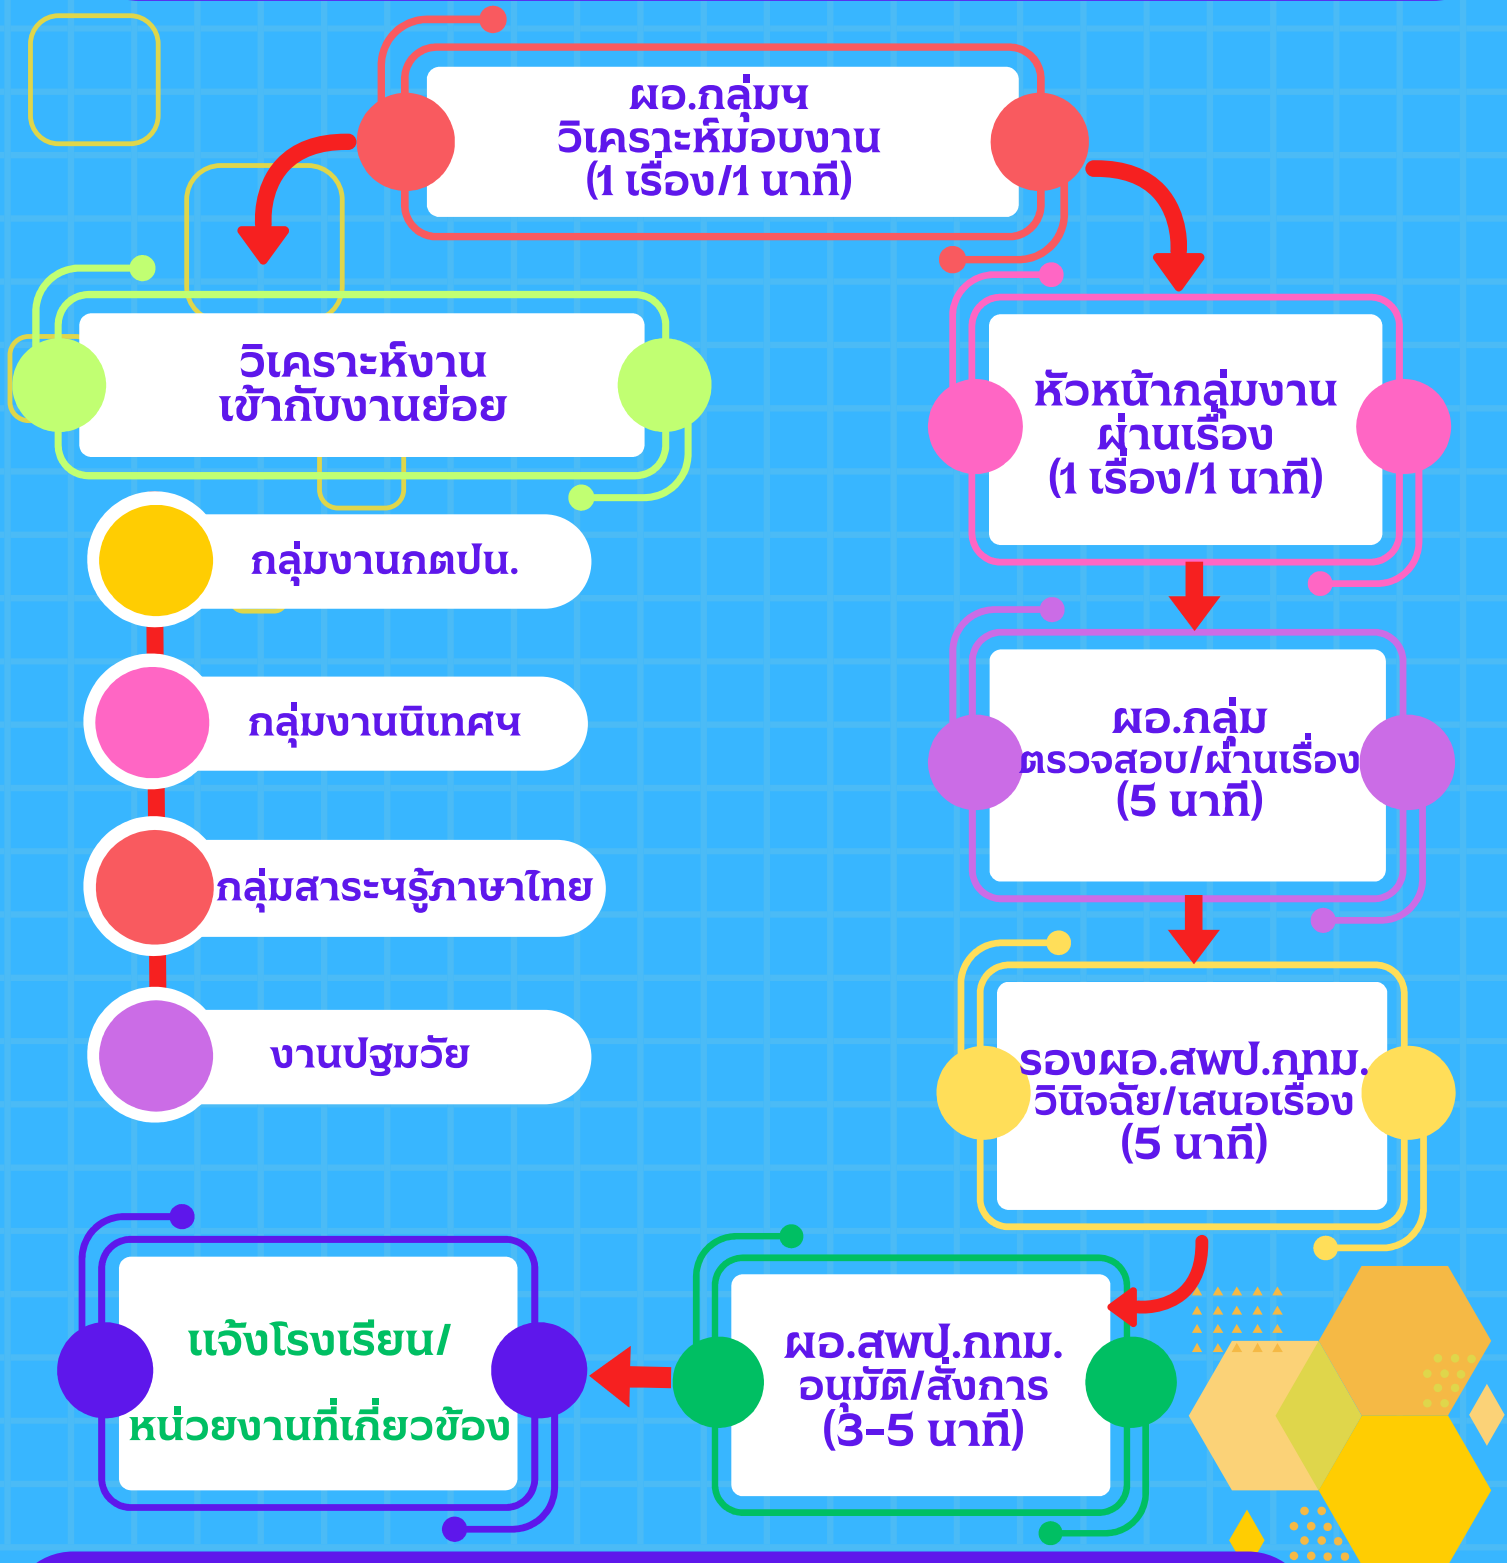 ผอ.กลุ่มฯ
วิเคราะห์มอบงาน
(1 เรื่อง/1 นาที)
วิเคราะห์งาน
เข้ากับงานย่อย
กลุ่มงานกตปน.
กลุ่มงานนิเทศฯ
กลุ่มสาระฯรู้ภาษาไทย
งานปฐมวัย
หัวหน้ากลุ่มงาน
ผ่านเรื่อง
(1 เรื่อง/1 นาที)
ผอ.กลุ่ม
ตรวจสอบ/ผ่านเรื่อง
(5 นาที)
รองผอ.สพป.กทม.
วินิจฉัย/เสนอเรื่อง
(5 นาที)
ผอ.สพป.กทม.
อนุมัติ/สั่งการ
(3-5 นาที)
แจ้งโรงเรียน/
หน่วยงานที่เกี่ยวข้อง